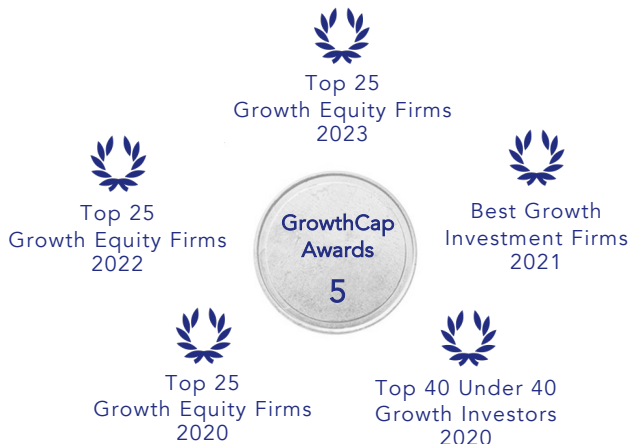 Top 25
Growth Equity Firms
2023
Top 25
Growth Equity Firms
2022
GrowthCap
Awards
5
Best Growth
Investment Firms
2021
Top 25
Growth Equity Firms
2020
Top 40 Under 40
Growth Investors
2020